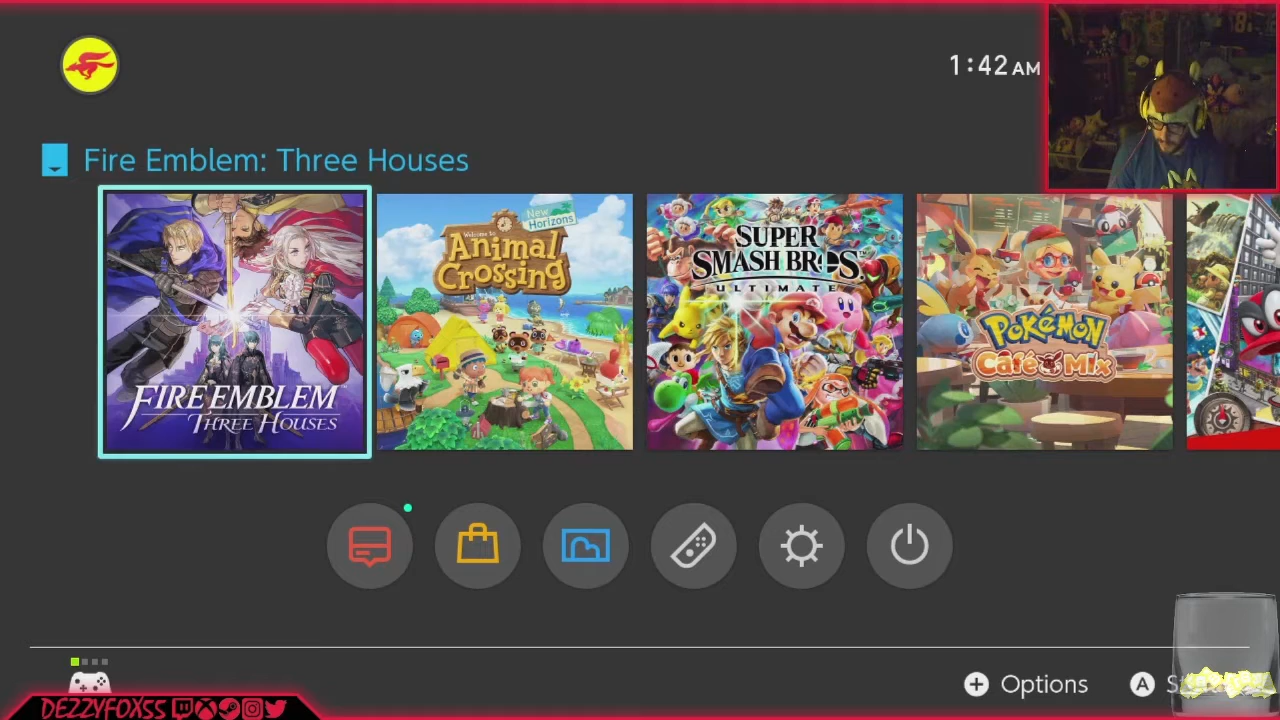 1:42 AM
Fire Emblem: Three Houses
FIRE EMBLEM
THREE HOUSES
Welcome to
Animal
Crossing
New
Horizons
SUPER
SMASH BROS.
ULTIMATE
POKéMON
Café Mix
Options
A
DEZZYFOX55